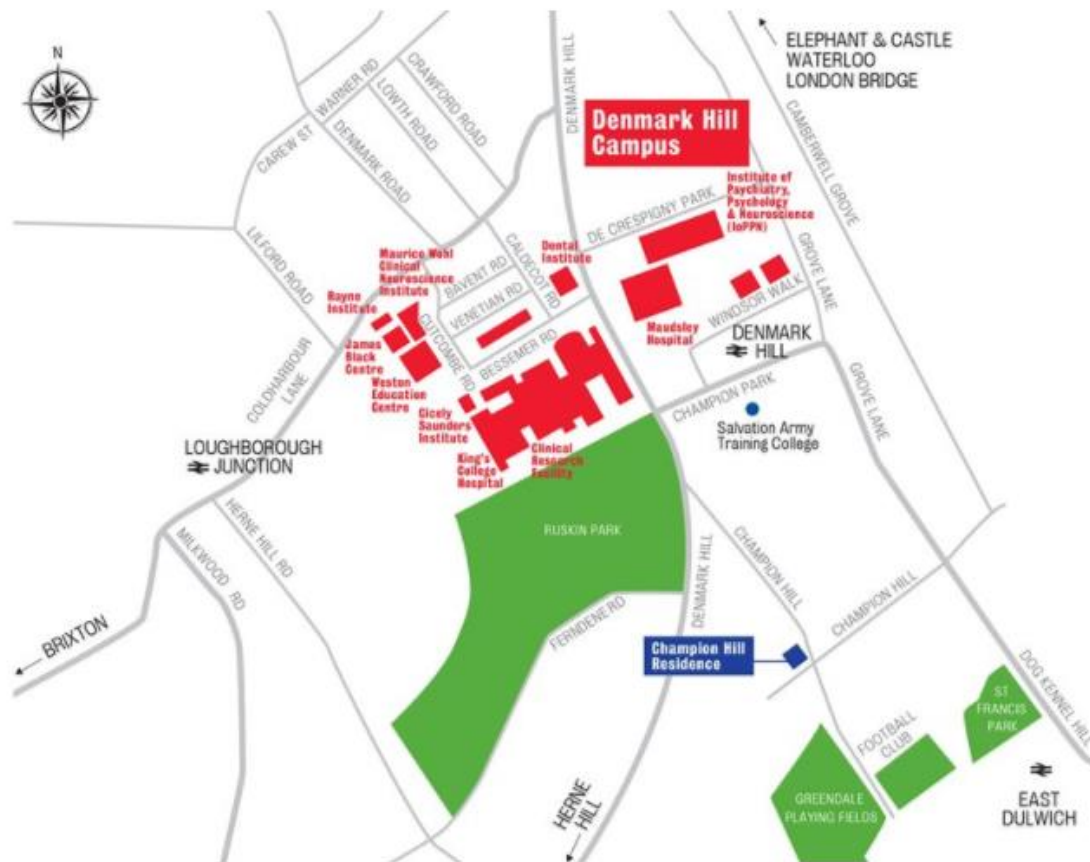 N
ELEPHANT & CASTLE
WATERLOO
LONDON BRIDGE
CAREW ST
WARNER RD
CRAWFORD ROAD
LOWTH ROAD
DENMARK ROAD
DENMARK HILL
Denmark Hill
Campus
CAMBERWELL GROVE
Institute of
Psychiatry,
Psychology
& Neuroscience
(IoPPN)
DE CRESPIGNY PARK
LILFORD ROAD
Maurice Wohl
Clinical
Neuroscience
Institute
Dental
Institute
CALDECOT RD
BAVENT RD
VENETIAN RD
GROVE LANE
Rayne
Institute
CUTCOMBE RD
BESSEMER RD
Maudsley
Hospital
WINDSOR WALK
DENMARK
HILL
James
Black
Centre
Weston
Education
Centre
COLDHARBOUR
LANE
Cicely
Saunders
Institute
King's
College
Hospital
Clinical
Research
Facility
CHAMPION PARK
Salvation Army
Training College
GROVE LANE
LOUGHBOROUGH
JUNCTION
HERNE HILL RD
MILKWOOD
RD
RUSKIN PARK
DENMARK HILL
CHAMPION HILL
CHAMPION HILL
FERNDENE RD
BRIXTON
Champion Hill
Residence
DOG KENNEL HILL
ST
FRANCIS
PARK
FOOTBALL
CLUB
GREENDALE
PLAYING FIELDS
HERNE
HILL
EAST
DULWICH